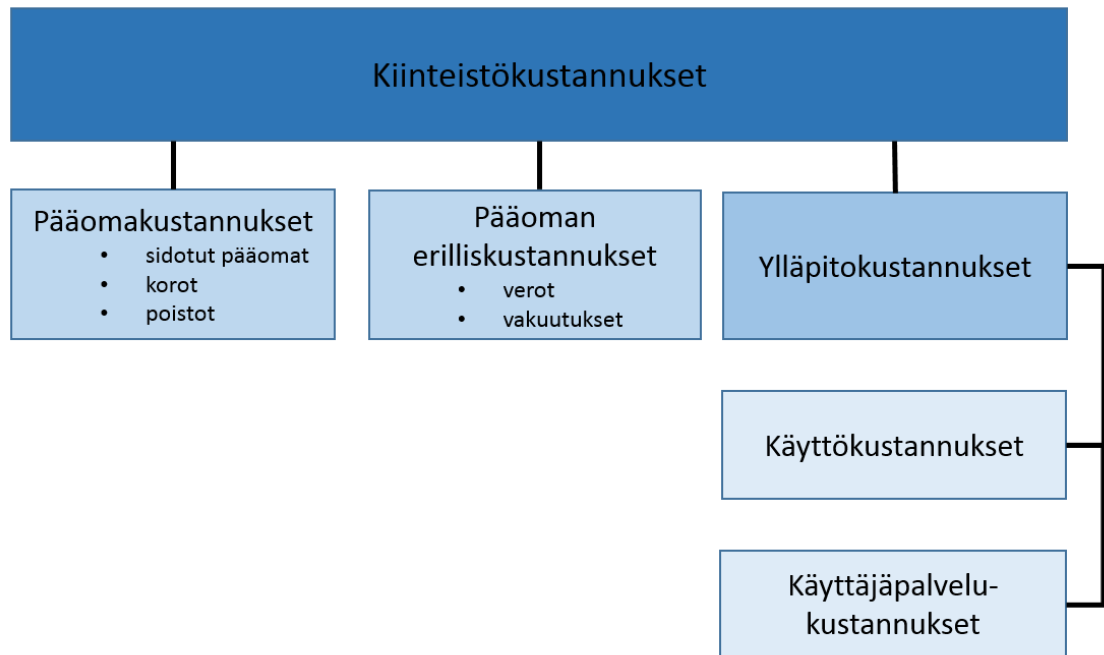 Kiinteistökustannukset
Pääomakustannukset
• sidotut pääomat
• korot
• poistot
Pääoman
erilliskustannukset
• verot
• vakuutukset
Ylläpitokustannukset
Käyttökustannukset
Käyttäjäpalvelu-
kustannukset